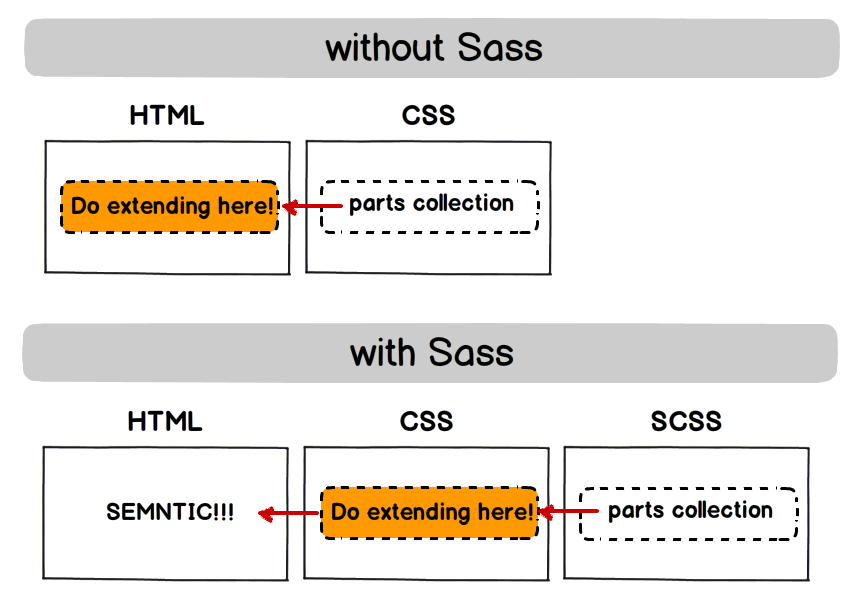 without Sass
HTML
CSS
Do extending here!
parts collection
with Sass
HTML
CSS
SCSS
SEMNTIC!!!
Do extending here!
parts collection